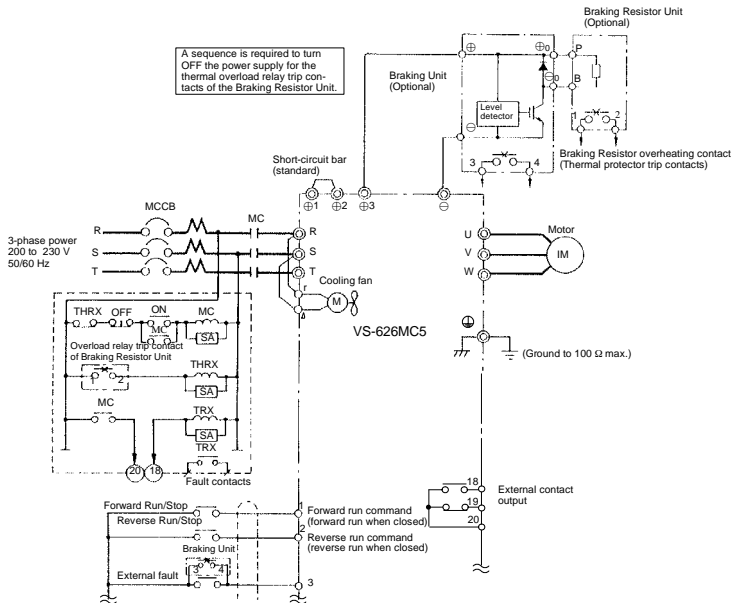 Braking Resistor Unit
(Optional)
A sequence is required to turn
OFF the power supply for the
thermal overload relay trip con-
tacts of the Braking Resistor Unit.
Braking Unit
(Optional)
⊕
⊕0
P
⊖0
B
Level
detector
⊖
1
2
3
4
Braking Resistor overheating contact
(Thermal protector trip contacts)
Short-circuit bar
(standard)
⊕1
⊕2
⊕3
⊖
MCCB
MC
3-phase power
200 to 230 V
50/60 Hz
R
S
T
R
S
T
r
Cooling fan
M
U
V
W
Motor
IM
VS-626MC5
(Ground to 100 Ω max.)
THRX
OFF
ON
MC
MC
SA
Overload relay trip contact
of Braking Resistor Unit
1
2
THRX
SA
MC
TRX
SA
TRX
20
18
Fault contacts
18
19
20
External contact
output
Forward Run/Stop
1
Forward run command
(forward run when closed)
Reverse Run/Stop
2
Reverse run command
(reverse run when closed)
Braking Unit
3
4
External fault
3